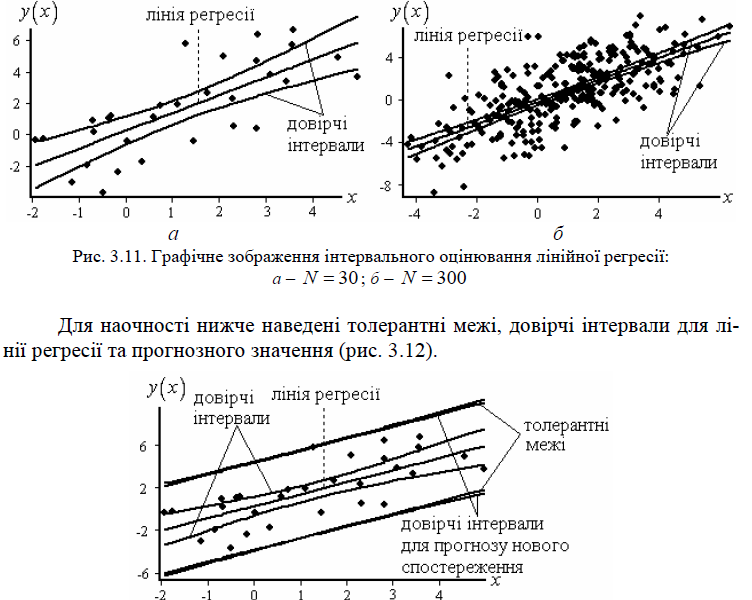 y(x)
лінія регресії
6
4
2
0
-2
довірчі
інтервали
x
-2 -1 0 1 2 3 4
а
y(x)
лінія регресії
4
0
-4
-8
довірчі
інтервали
x
-4 -2 0 2 4
б
Рис. 3.11. Графічне зображення інтервального оцінювання лінійної регресії:
а – N = 30 ; б – N = 300
Для наочності нижче наведені толерантні межі, довірчі інтервали для лі-
нії регресії та прогнозного значення (рис. 3.12).
y(x)
довірчі
інтервали
лінія регресії
толерантні
межі
6
2
-2
-6
довірчі інтервали
для прогнозу нового
спостереження
x
-2 -1 0 1 2 3 4